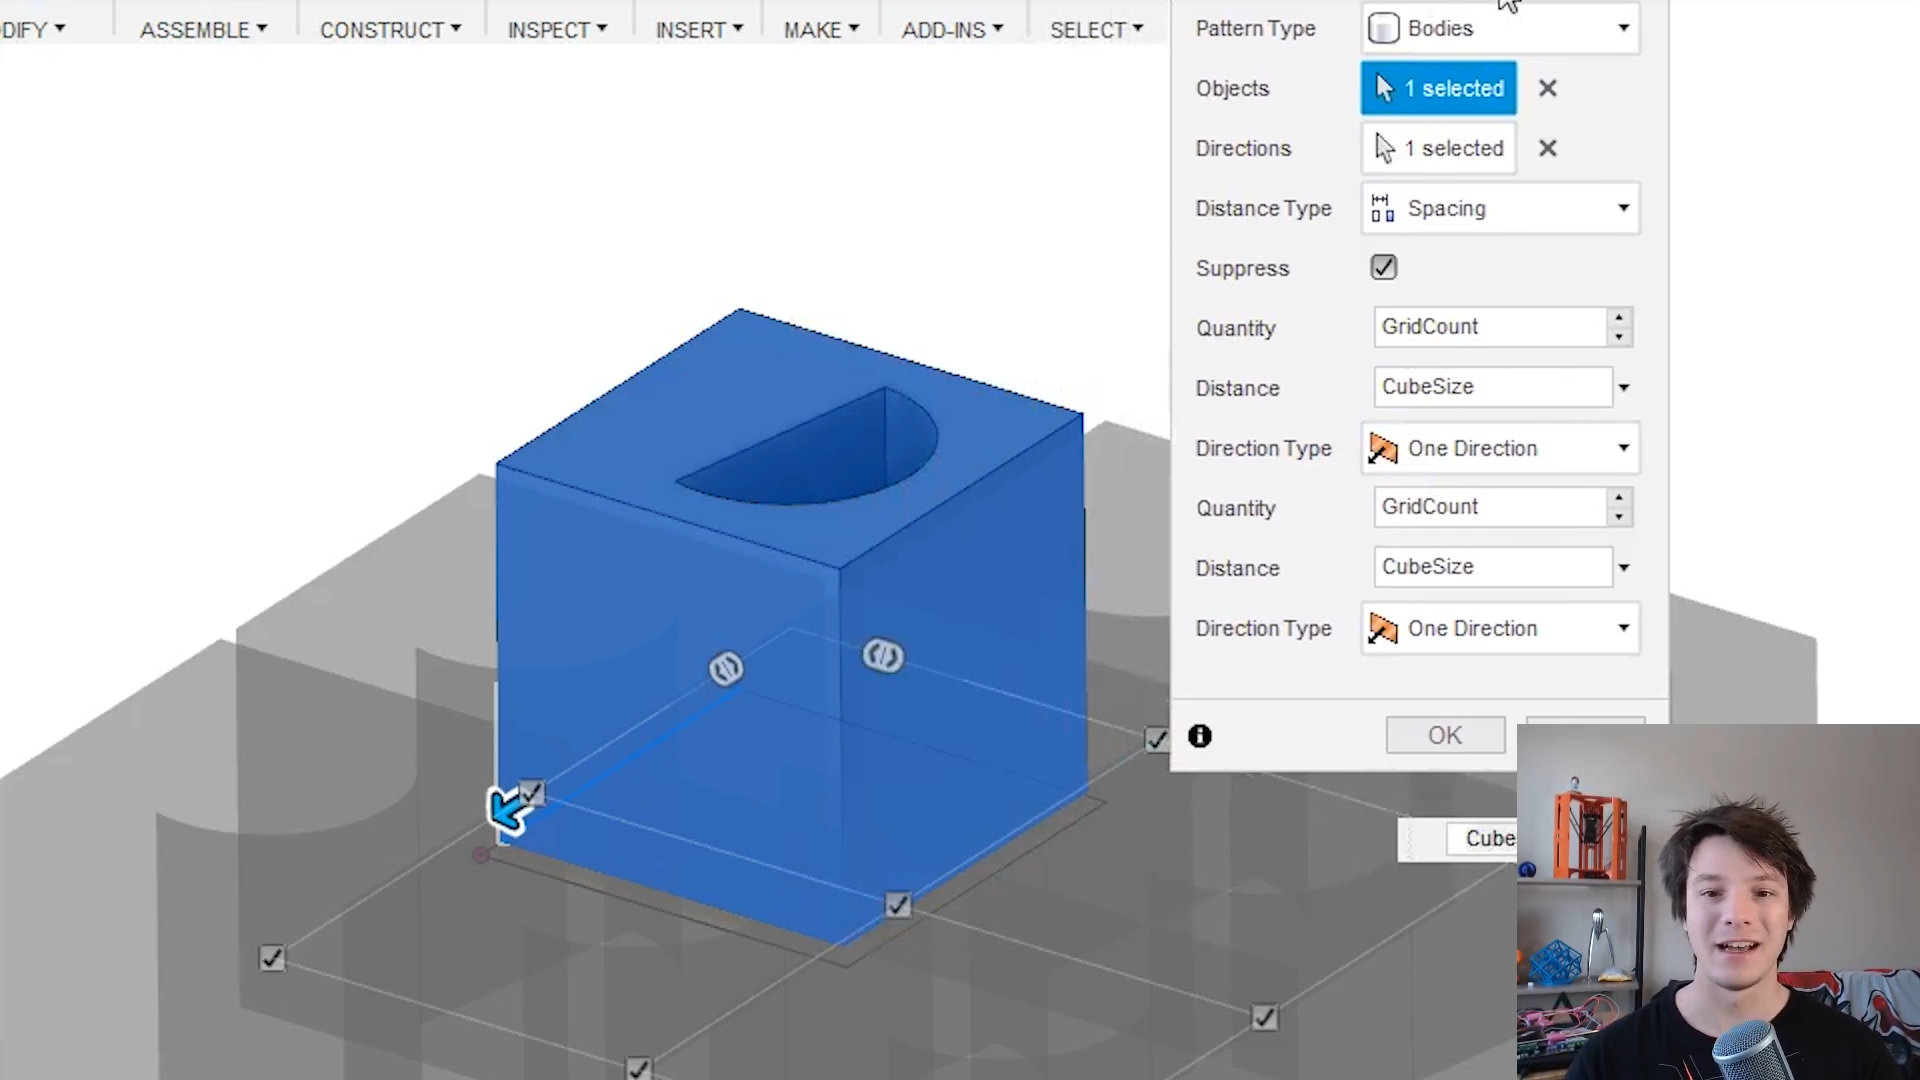 DIFY ASSEMBLE CONSTRUCT INSPECT INSERT MAKE ADD-INS SELECT
Pattern Type Bodies
Objects 1 selected
Directions 1 selected
Distance Type Spacing
Suppress
Quantity GridCount
Distance CubeSize
Direction Type One Direction
Quantity GridCount
Distance CubeSize
Direction Type One Direction
OK
Cube